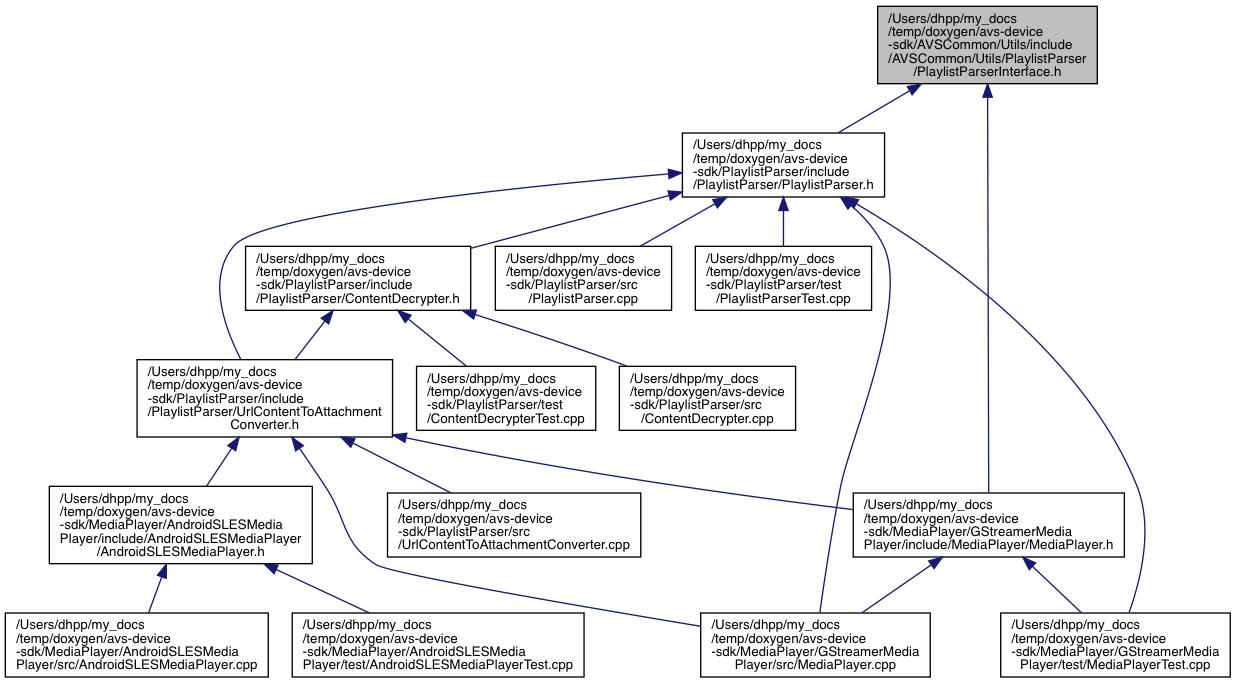 /Users/dhpp/my_docs
/temp/doxygen/avs-device
-sdk/AVSCommon/Utils/include
/AVSCommon/Utils/PlaylistParser
/PlaylistParserInterface.h
/Users/dhpp/my_docs
/temp/doxygen/avs-device
-sdk/PlaylistParser/include
/PlaylistParser/PlaylistParser.h
/Users/dhpp/my_docs
/temp/doxygen/avs-device
-sdk/PlaylistParser/include
/PlaylistParser/ContentDecrypter.h
/Users/dhpp/my_docs
/temp/doxygen/avs-device
-sdk/PlaylistParser/src
/PlaylistParser.cpp
/Users/dhpp/my_docs
/temp/doxygen/avs-device
-sdk/PlaylistParser/test
/PlaylistParserTest.cpp
/Users/dhpp/my_docs
/temp/doxygen/avs-device
-sdk/PlaylistParser/include
/PlaylistParser/UrlContentToAttachment
Converter.h
/Users/dhpp/my_docs
/temp/doxygen/avs-device
-sdk/PlaylistParser/test
/ContentDecrypterTest.cpp
/Users/dhpp/my_docs
/temp/doxygen/avs-device
-sdk/PlaylistParser/src
/ContentDecrypter.cpp
/Users/dhpp/my_docs
/temp/doxygen/avs-device
-sdk/MediaPlayer/AndroidSLESMedia
Player/include/AndroidSLESMediaPlayer
/AndroidSLESMediaPlayer.h
/Users/dhpp/my_docs
/temp/doxygen/avs-device
-sdk/PlaylistParser/src
/UrlContentToAttachmentConverter.cpp
/Users/dhpp/my_docs
/temp/doxygen/avs-device
-sdk/MediaPlayer/GStreamerMedia
Player/include/MediaPlayer/MediaPlayer.h
/Users/dhpp/my_docs
/temp/doxygen/avs-device
-sdk/MediaPlayer/AndroidSLESMedia
Player/src/AndroidSLESMediaPlayer.cpp
/Users/dhpp/my_docs
/temp/doxygen/avs-device
-sdk/MediaPlayer/AndroidSLESMedia
Player/test/AndroidSLESMediaPlayerTest.cpp
/Users/dhpp/my_docs
/temp/doxygen/avs-device
-sdk/MediaPlayer/GStreamerMedia
Player/src/MediaPlayer.cpp
/Users/dhpp/my_docs
/temp/doxygen/avs-device
-sdk/MediaPlayer/GStreamerMedia
Player/test/MediaPlayerTest.cpp